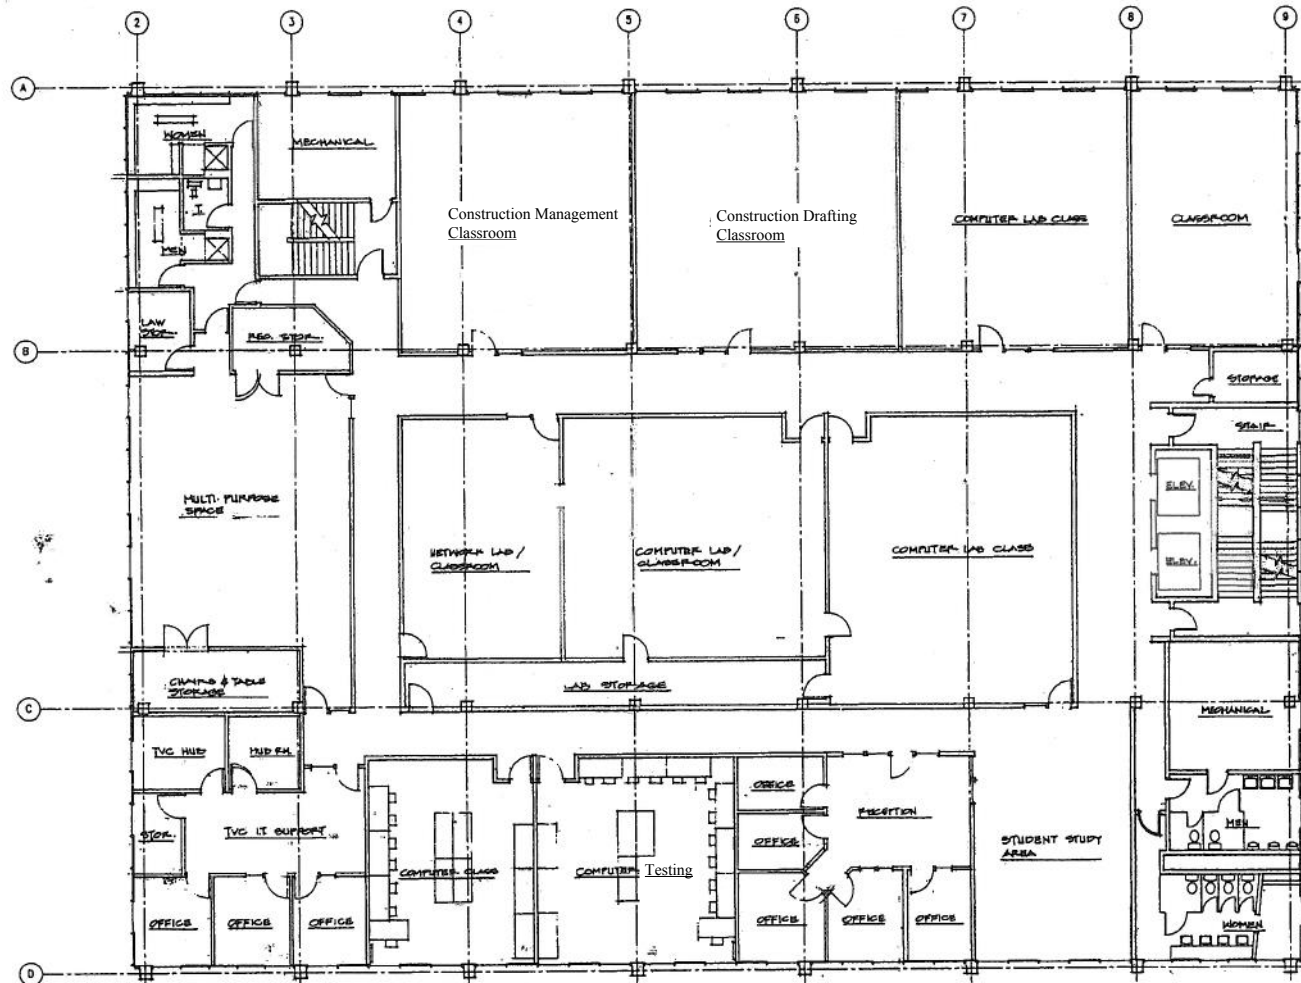 2 3 4 5 6 7 8 9
A
WOMEN
MECHANICAL
Construction Management
Classroom
Construction Drafting
Classroom
COMPUTER LAB CLASS
CLASSROOM
MEN
LAW
STOR.
REG. STOR.
B
STORAGE
STAIR
MULTI-PURPOSE
SPACE
ELEV.
NETWORK LAB/
CLASSROOM
COMPUTER LAB/
CLASSROOM
COMPUTER LAB CLASS
ELEV.
CHAIRS & TABLE
STORAGE
LAB STORAGE
C
MECHANICAL
TVC HUB
HUB RM.
OFFICE
RECEPTION
MEN
STOR.
TVC I.T. SUPPORT
OFFICE
STUDENT STUDY
AREA
COMPUTER CLASS
COMPUTER Testing
OFFICE
OFFICE
OFFICE
OFFICE
OFFICE
OFFICE
WOMEN
D